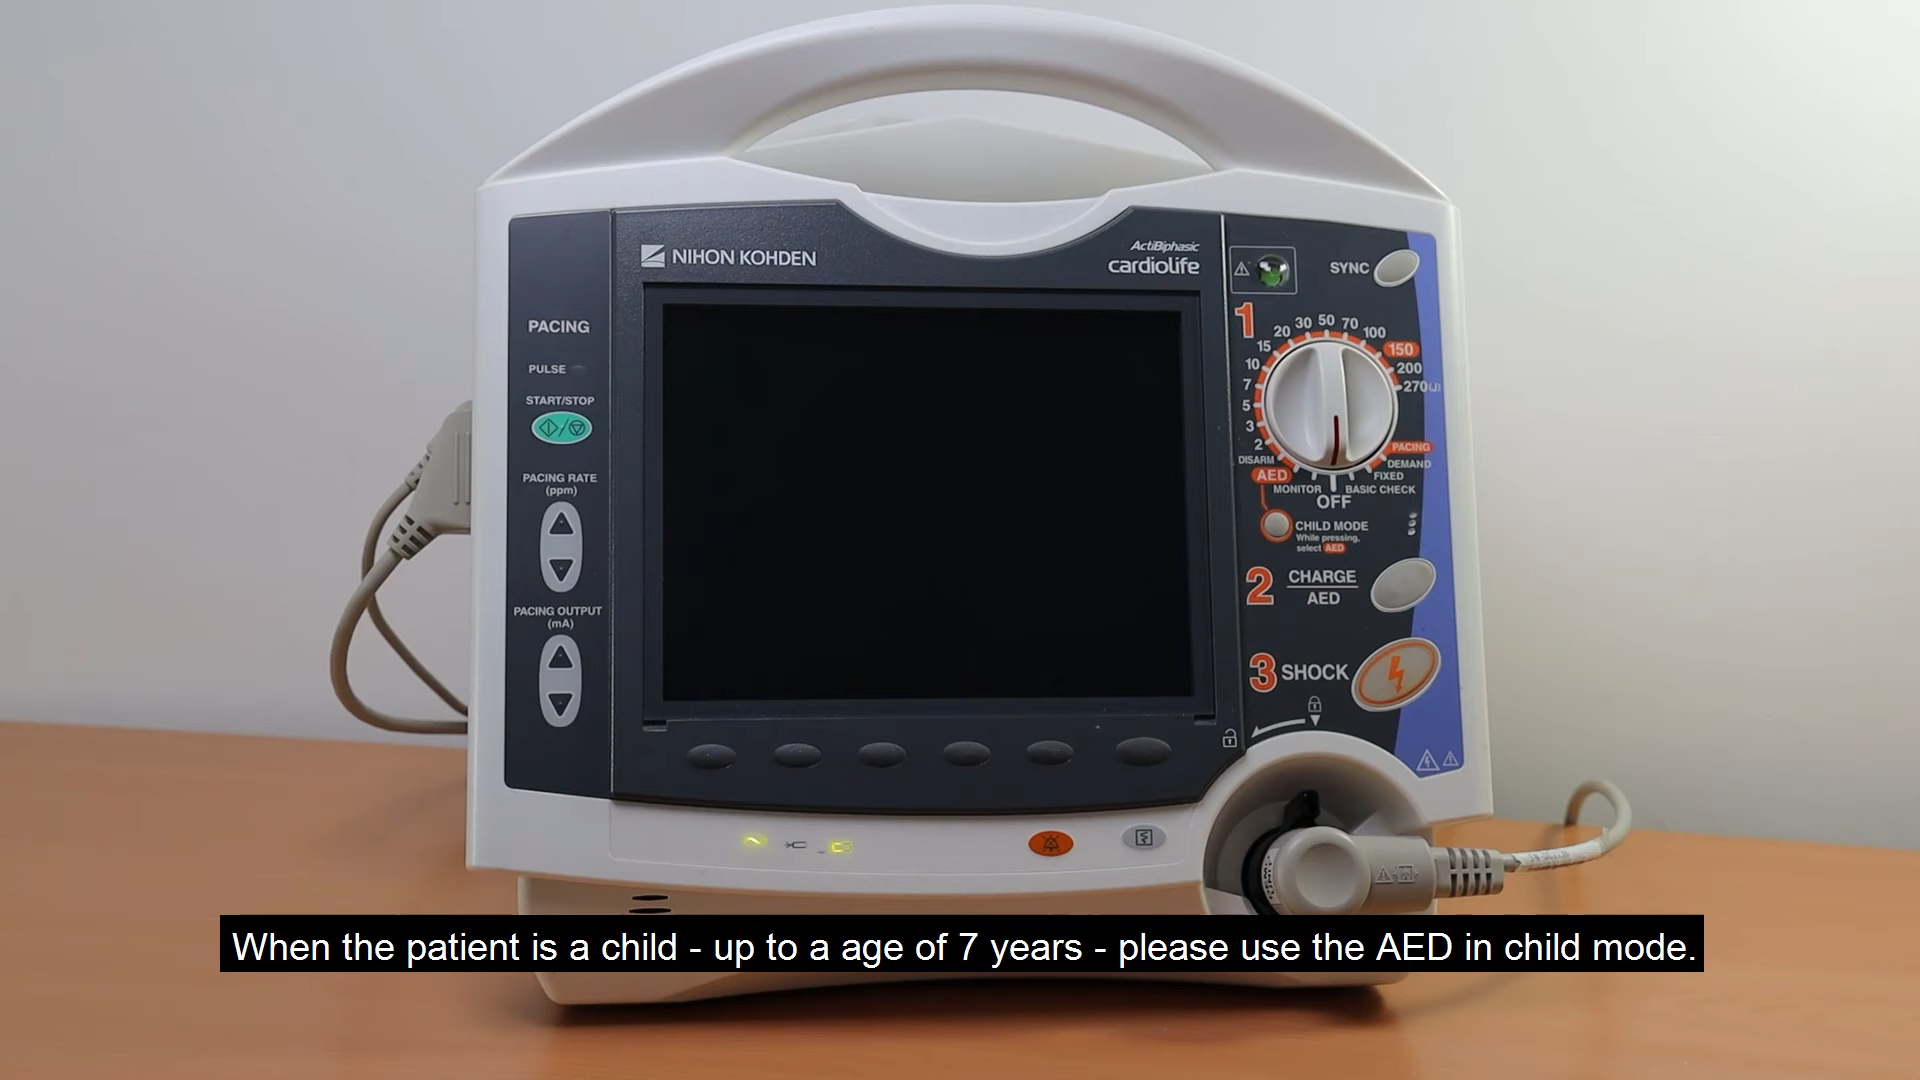 NIHON KOHDEN
ActiBiphasic
cardiolife
PACING
PULSE
START/STOP
PACING RATE
(ppm)
PACING OUTPUT
(mA)
SYNC
1
DISARM 2 3 5 7 10 15 20 30 50 70 100 150 200 270(J)
AED
MONITOR
OFF
BASIC CHECK
FIXED
DEMAND
PACING
CHILD MODE
While pressing,
select AED
2 CHARGE
AED
3 SHOCK
When the patient is a child - up to a age of 7 years - please use the AED in child mode.